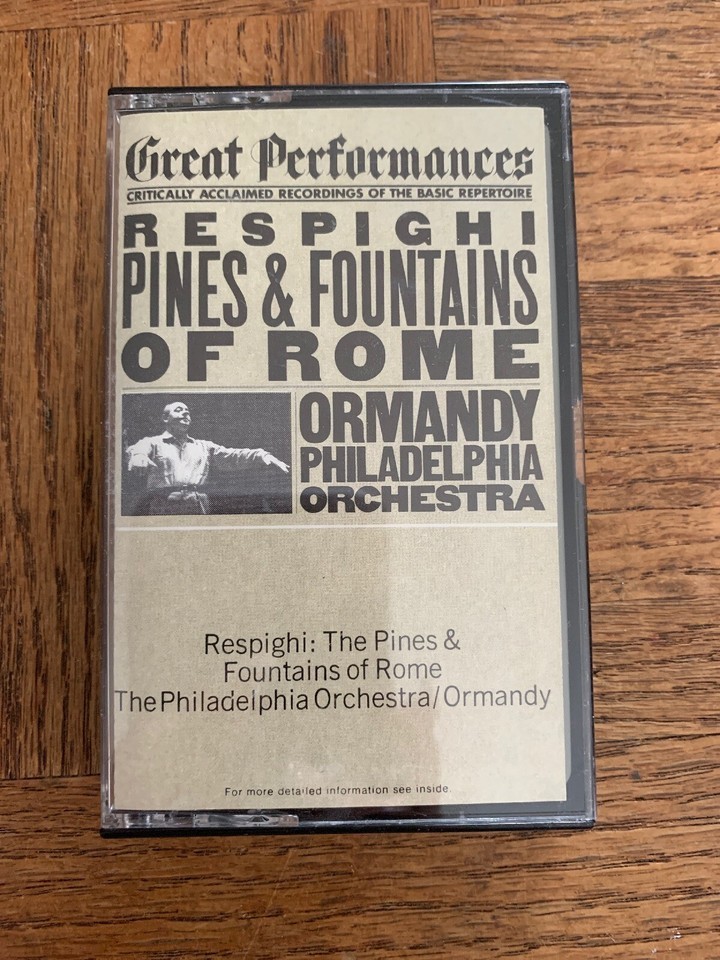 Great Performances
CRITICALLY ACCLAIMED RECORDINGS OF THE BASIC REPERTOIRE
RESPIGHI
PINES & FOUNTAINS
OF ROME
ORMANDY
PHILADELPHIA
ORCHESTRA
Respighi: The Pines &
Fountains of Rome
The Philadelphia Orchestra/Ormandy
For more detailed information see inside.